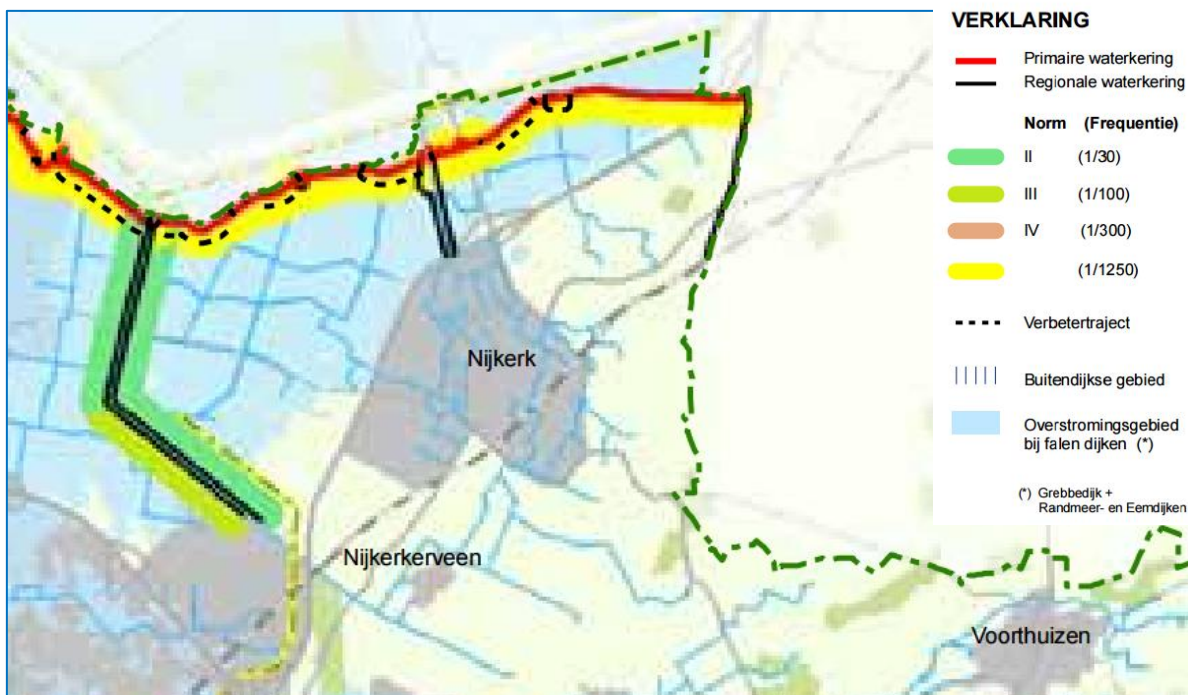 VERKLARING
Primaire waterkering
Regionale waterkering
Norm (Frequentie)
II (1/30)
III (1/100)
IV (1/300)
(1/1250)
Verbetertraject
Buitendijkse gebied
Overstromingsgebied
bij falen dijken (*)
(*) Grebbedijk +
Randmeer- en Eemdijken
Nijkerk
Nijkerkerveen
Voorthuizen